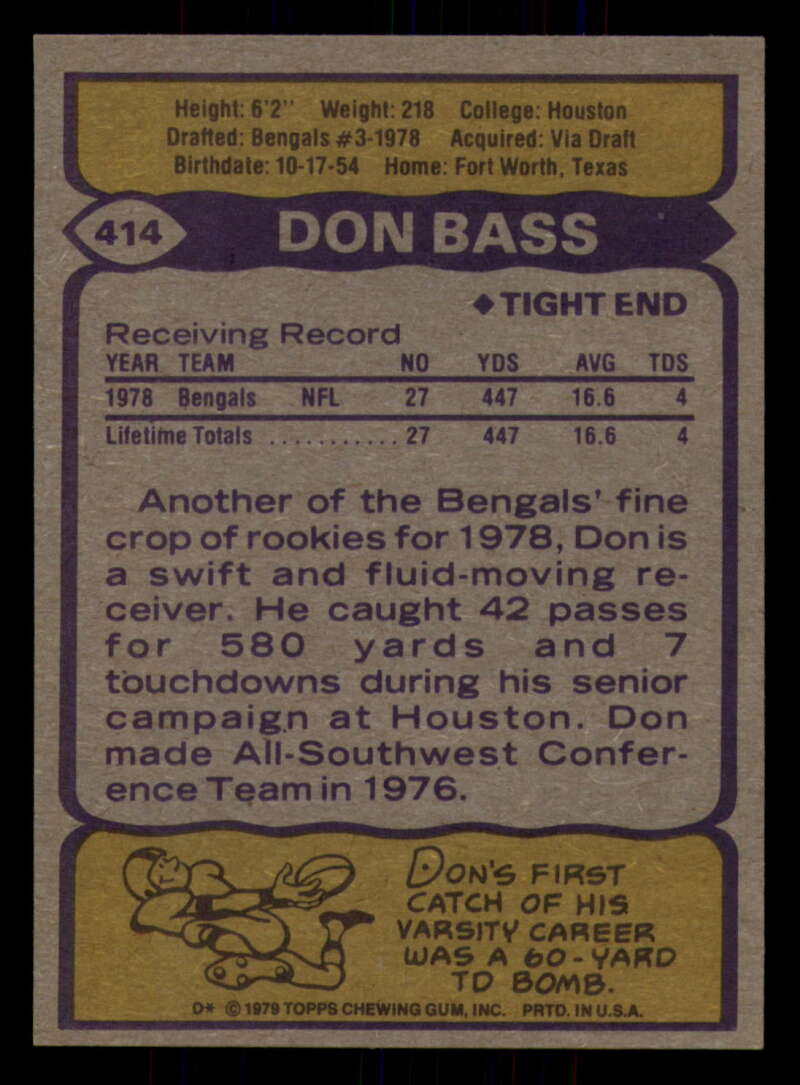 Height: 6'2" Weight: 218 College: Houston
Drafted: Bengals #3-1978 Acquired: Via Draft
Birthdate: 10-17-54 Home: Fort Worth, Texas
414 DON BASS
◆TIGHT END
Receiving Record
YEAR TEAM NO YDS AVG TDS
1978 Bengals NFL 27 447 16.6 4
Lifetime Totals ........... 27 447 16.6 4
Another of the Bengals' fine
crop of rookies for 1978, Don is
a swift and fluid-moving re-
ceiver. He caught 42 passes
for 580 yards and 7
touchdowns during his senior
campaign at Houston. Don
made All-Southwest Confer-
ence Team in 1976.
DON'S FIRST
CATCH OF HIS
VARSITY CAREER
WAS A 60-YARD
TD BOMB.
D* © 1979 TOPPS CHEWING GUM, INC. PRTD. IN U.S.A.